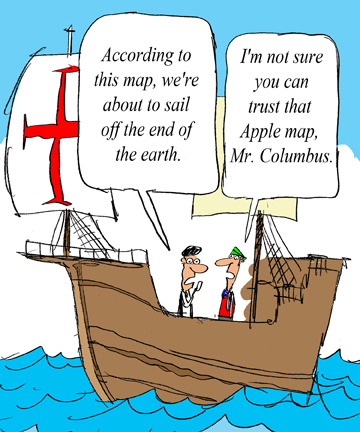 According to
this map, we're
about to sail
off the end of
the earth.
I'm not sure
you can
trust that
Apple map,
Mr. Columbus.